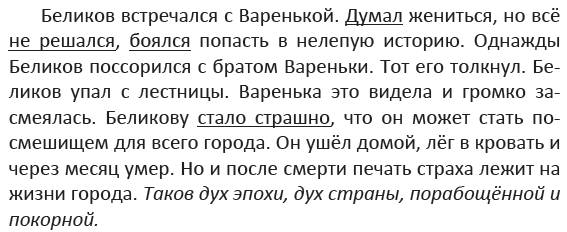 Беликов встречался с Варенькой. Думал жениться, но всё
не решался, боялся попасть в нелепую историю. Однажды
Беликов поссорился с братом Вареньки. Тот его толкнул. Бе-
ликов упал с лестницы. Варенька это видела и громко за-
смеялась. Беликову стало страшно, что он может стать по-
смешищем для всего города. Он ушёл домой, лёг в кровать и
через месяц умер. Но и после смерти печать страха лежит на
жизни города. Таков дух эпохи, дух страны, порабощённой и
покорной.